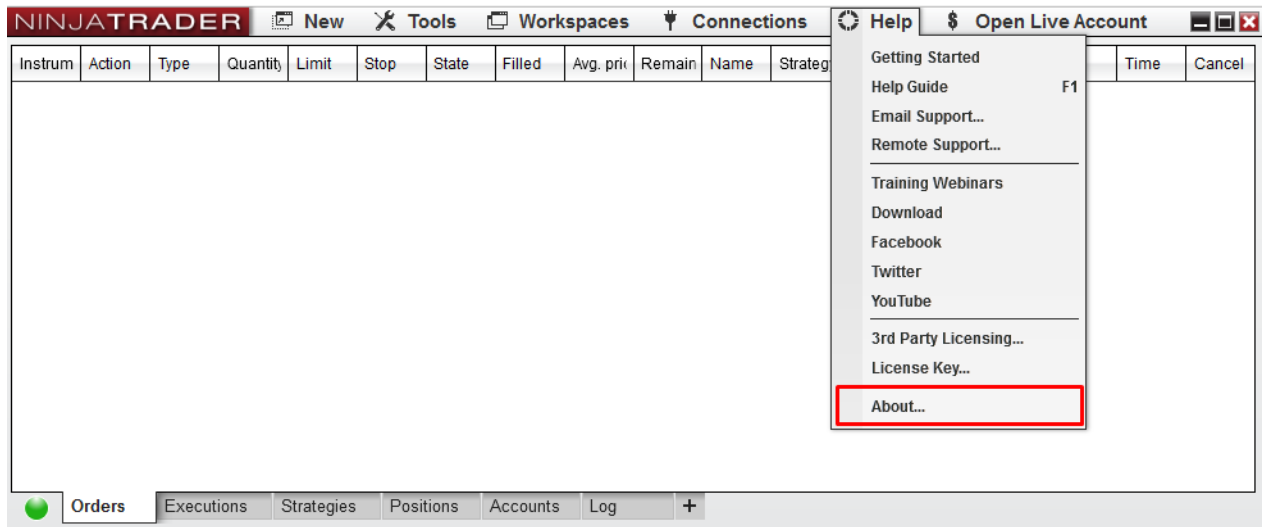 NINJATRADER New Tools Workspaces Connections Help $ Open Live Account
Instrum Action Type Quantity Limit Stop State Filled Avg. pric Remain Name Strateg Time Cancel
Getting Started
Help Guide F1
Email Support...
Remote Support...
Training Webinars
Download
Facebook
Twitter
YouTube
3rd Party Licensing...
License Key...
About...
Orders Executions Strategies Positions Accounts Log +